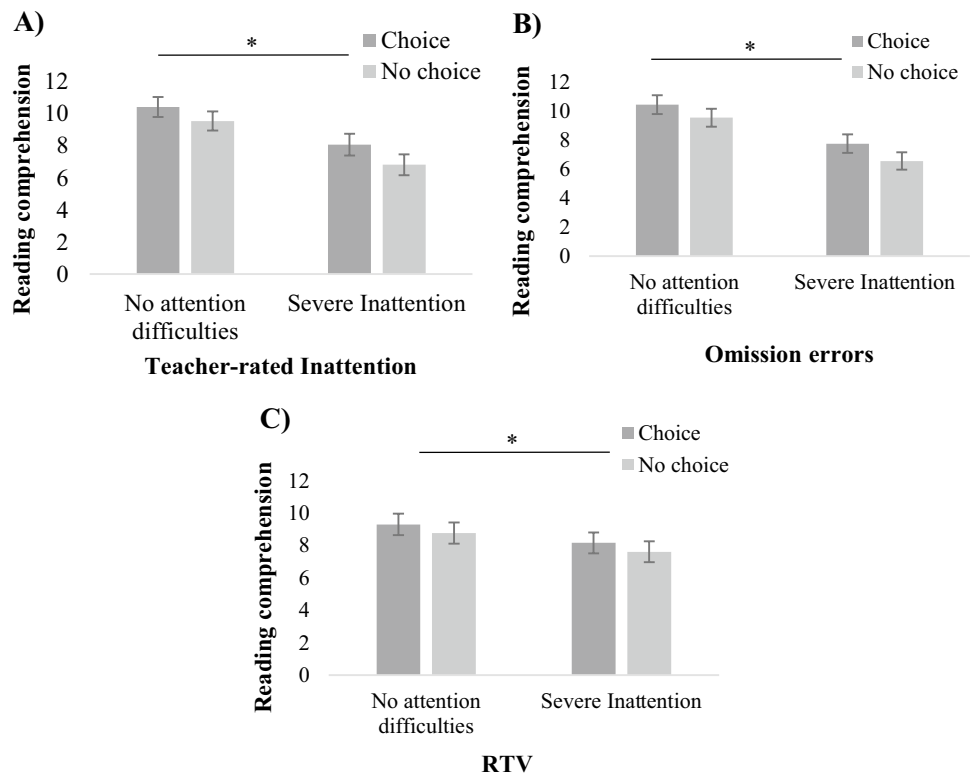 A)
*
Choice
No choice
Reading comprehension
12
10
8
6
4
2
0
No attention
difficulties
Severe Inattention
Teacher-rated Inattention
B)
*
Choice
No choice
Reading comprehension
12
10
8
6
4
2
0
No attention
difficulties
Severe Inattention
Omission errors
C)
*
Choice
No choice
Reading comprehension
12
10
8
6
4
2
0
No attention
difficulties
Severe Inattention
RTV